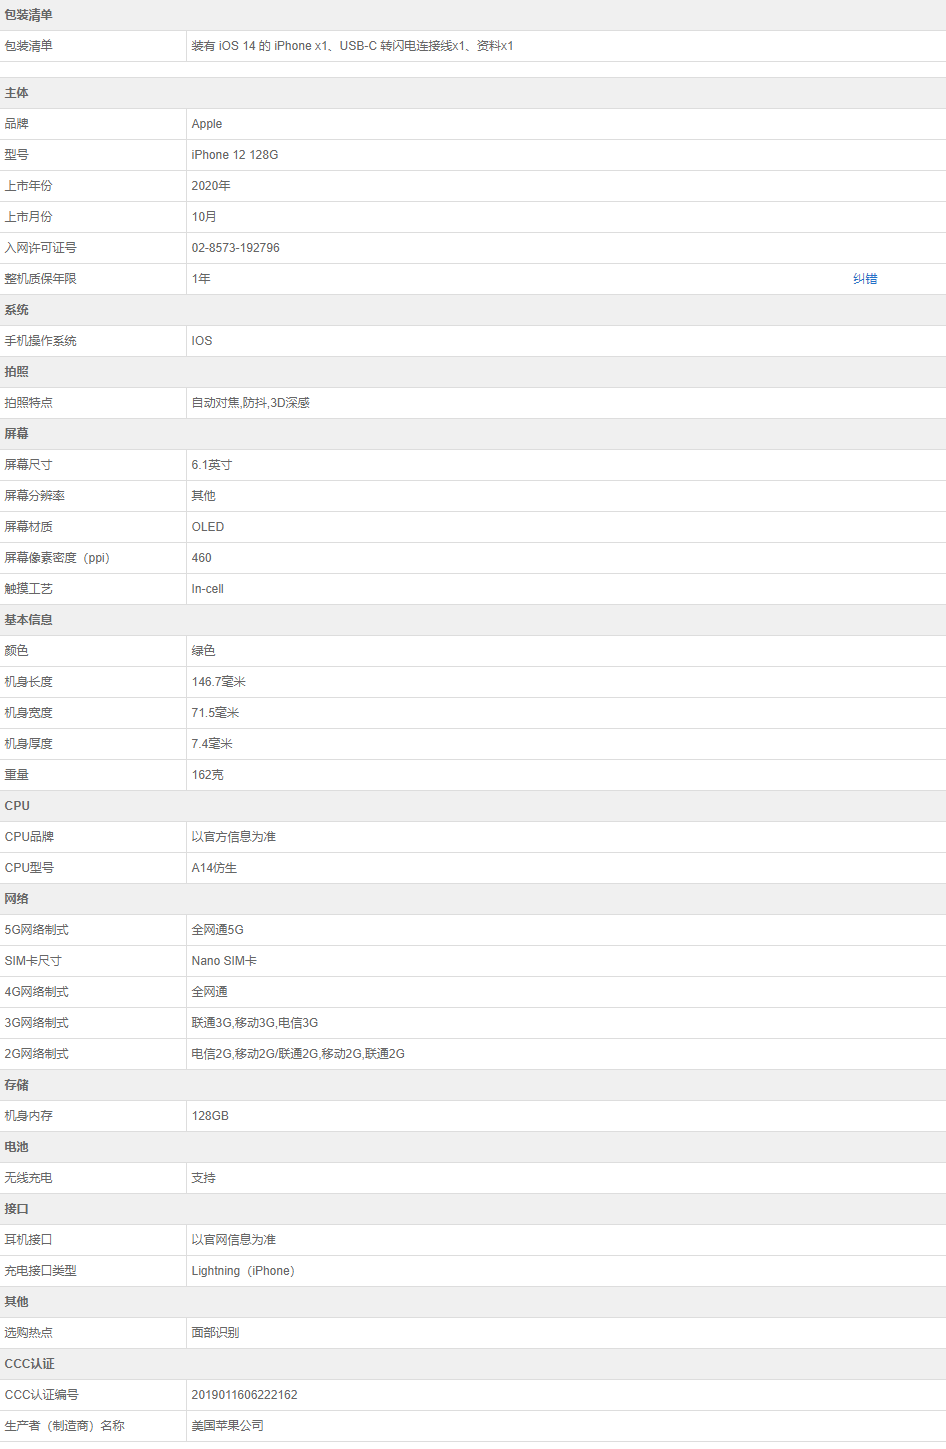 包装清单
包装清单 装有 iOS 14 的 iPhone x1、USB-C 转闪电连接线x1、资料x1
主体
品牌 Apple
型号 iPhone 12 128G
上市年份 2020年
上市月份 10月
入网许可证号 02-8573-192796
整机质保年限 1年 纠错
系统
手机操作系统 IOS
拍照
拍照特点 自动对焦,防抖,3D深感
屏幕
屏幕尺寸 6.1英寸
屏幕分辨率 其他
屏幕材质 OLED
屏幕像素密度（ppi） 460
触摸工艺 In-cell
基本信息
颜色 绿色
机身长度 146.7毫米
机身宽度 71.5毫米
机身厚度 7.4毫米
重量 162克
CPU
CPU品牌 以官方信息为准
CPU型号 A14仿生
网络
5G网络制式 全网通5G
SIM卡尺寸 Nano SIM卡
4G网络制式 全网通
3G网络制式 联通3G,移动3G,电信3G
2G网络制式 电信2G,移动2G/联通2G,移动2G,联通2G
存储
机身内存 128GB
电池
无线充电 支持
接口
耳机接口 以官网信息为准
充电接口类型 Lightning（iPhone）
其他
选购热点 面部识别
CCC认证
CCC认证编号 2019011606222162
生产者（制造商）名称 美国苹果公司